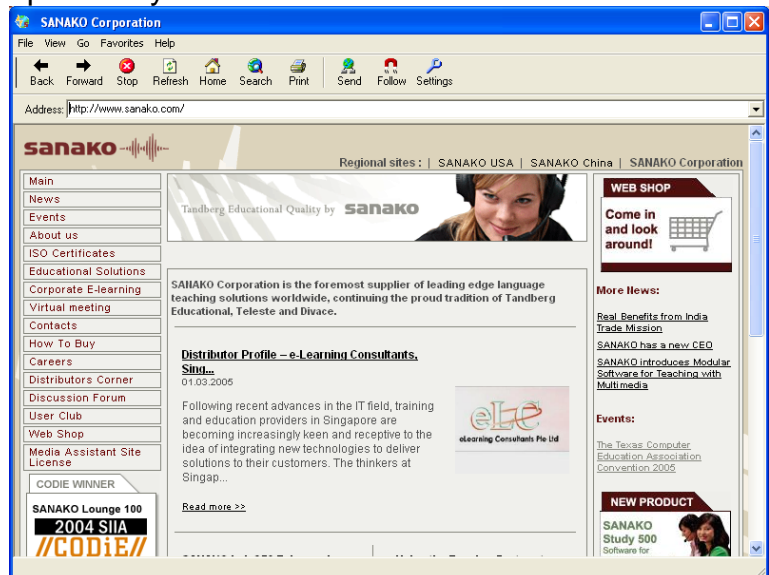 SANAKO Corporation
File View Go Favorites Help
Back Forward Stop Refresh Home Search Print Send Follow Settings
Address: http://www.sanako.com/
sanako
Regional sites : | SANAKO USA | SANAKO China | SANAKO Corporation
Main
News
Events
About us
ISO Certificates
Educational Solutions
Corporate E-learning
Virtual meeting
Contacts
How To Buy
Careers
Distributors Corner
Discussion Forum
User Club
Web Shop
Media Assistant Site
License
CODIE WINNER
SANAKO Lounge 100
2004 SIIA
//CODiE//
Tandberg Educational Quality by sanako
SANAKO Corporation is the foremost supplier of leading edge language
teaching solutions worldwide, continuing the proud tradition of Tandberg
Educational, Teleste and Divace.
Distributor Profile – e-Learning Consultants,
Sing...
01.03.2005
Following recent advances in the IT field, training
and education providers in Singapore are
becoming increasingly keen and receptive to the
idea of integrating new technologies to deliver
solutions to their customers. The thinkers at
Singap...
Read more >>
eLC
eLearning Consultants Pte Ltd
WEB SHOP
Come in
and look
around!
More News:
Real Benefits from India
Trade Mission
SANAKO has a new CEO
SANAKO introduces Modular
Software for Teaching with
Multimedia
Events:
The Texas Computer
Education Association
Convention 2005
NEW PRODUCT
SANAKO
Study 500
Software for